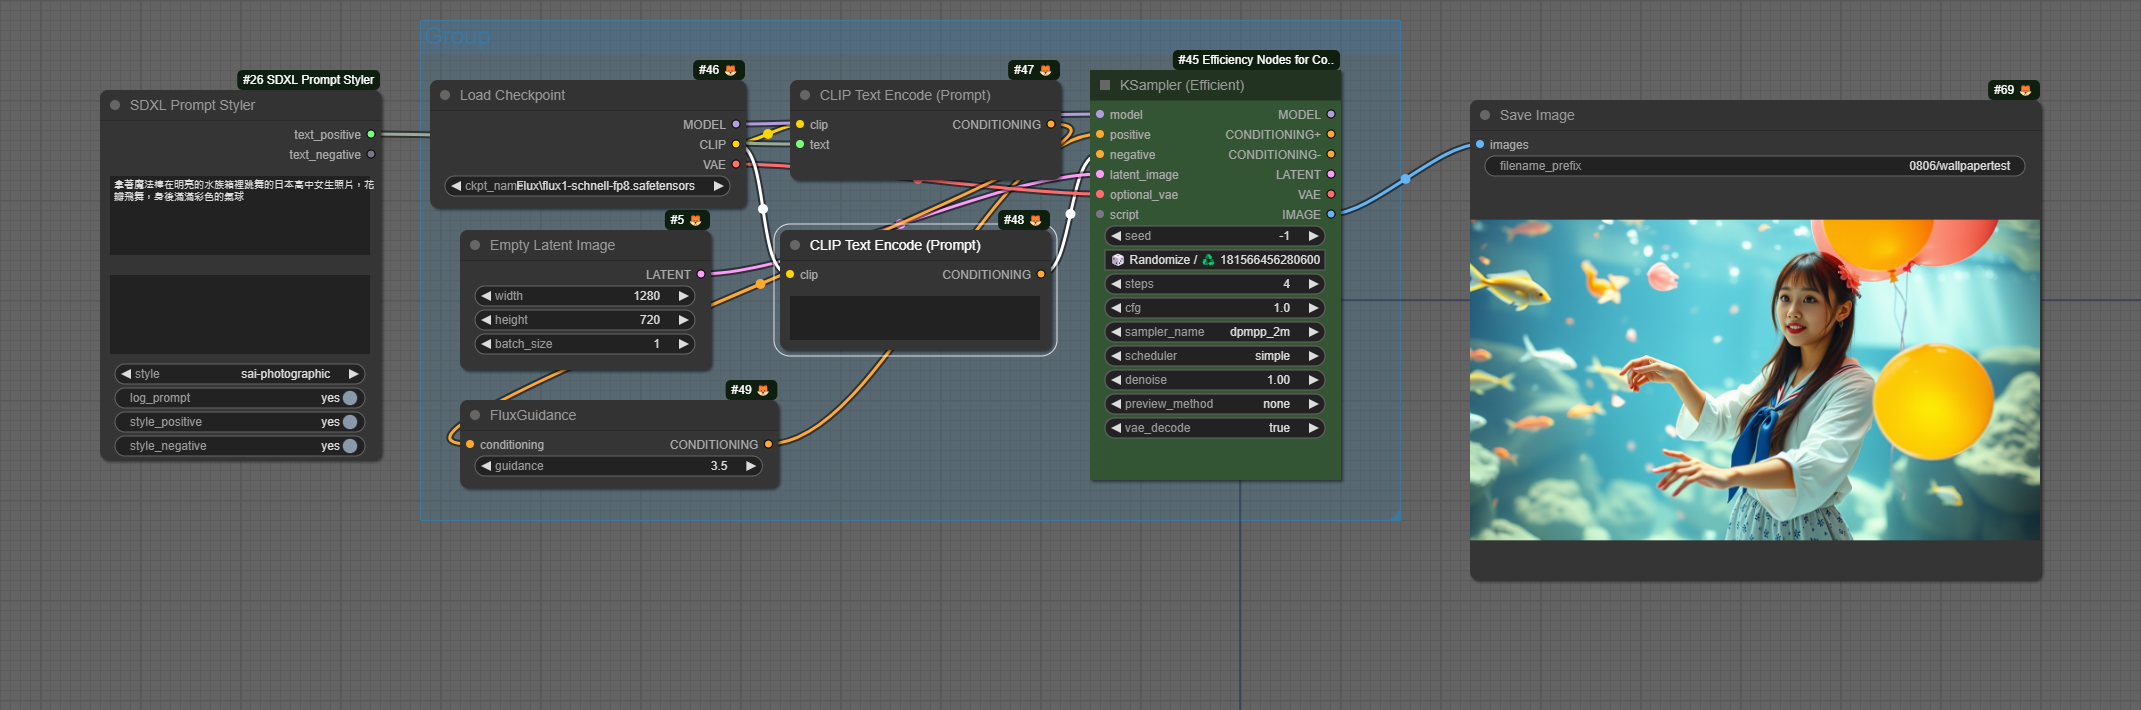 Group
#26 SDXL Prompt Styler
SDXL Prompt Styler
text_positive
text_negative
拿著魔法棒在明亮的水族箱裡跳舞的日本高中女生照片，花
瓣飛舞，身後滿滿彩色的氣球
style sai-photographic
log_prompt yes
style_positive yes
style_negative yes
#46
Load Checkpoint
MODEL
CLIP
VAE
ckpt_nam Flux\flux1-schnell-fp8.safetensors
#5
Empty Latent Image
LATENT
width 1280
height 720
batch_size 1
#49
FluxGuidance
conditioning CONDITIONING
guidance 3.5
#47
CLIP Text Encode (Prompt)
clip CONDITIONING
text
#48
CLIP Text Encode (Prompt)
clip CONDITIONING
#45 Efficiency Nodes for Co..
KSampler (Efficient)
model MODEL
positive CONDITIONING+
negative CONDITIONING-
latent_image LATENT
optional_vae VAE
script IMAGE
seed -1
Randomize / 181566456280600
steps 4
cfg 1.0
sampler_name dpmpp_2m
scheduler simple
denoise 1.00
preview_method none
vae_decode true
#69
Save Image
images
filename_prefix 0806/wallpapertest